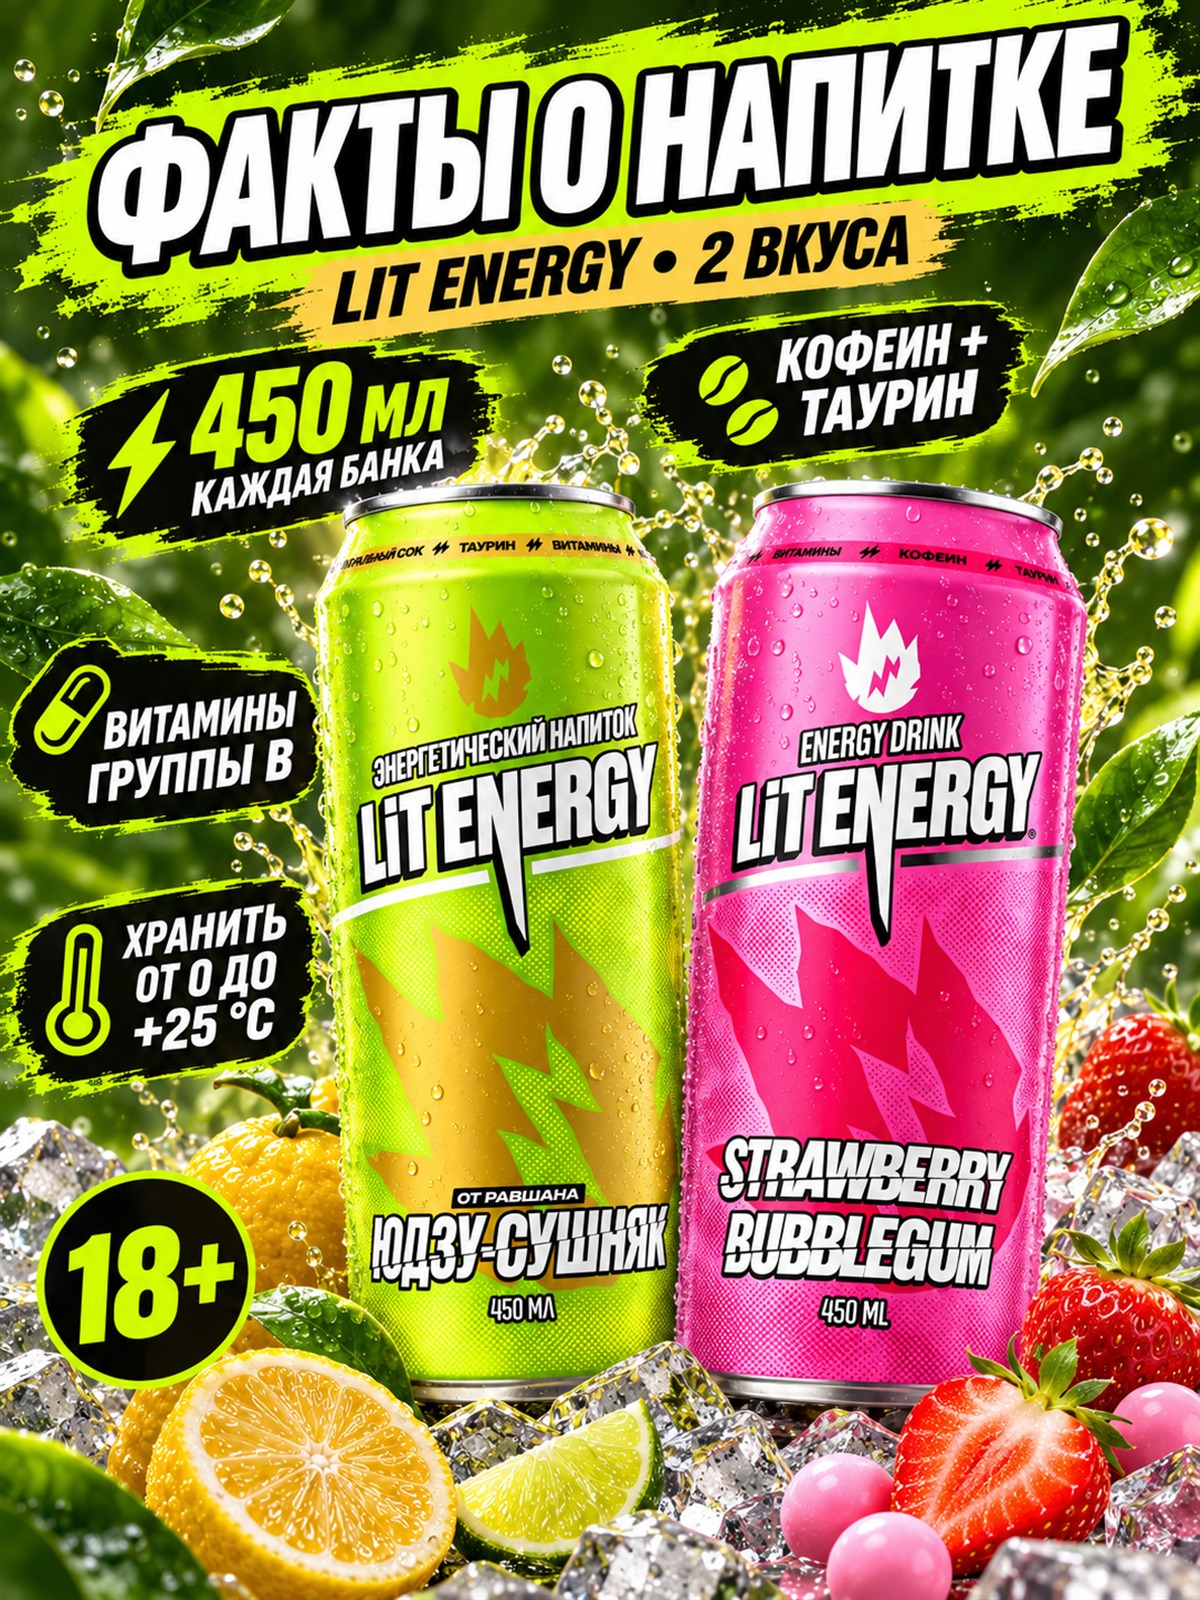 ФАКТЫ О НАПИТКЕ
LIT ENERGY • 2 ВКУСА
450 МЛ
КАЖДАЯ БАНКА
КОФЕИН +
ТАУРИН
ВИТАМИНЫ
ГРУППЫ В
ХРАНИТЬ
ОТ 0 ДО
+25 °C
18+
СОК ТАУРИН ВИТАМИНЫ
ЭНЕРГЕТИЧЕСКИЙ НАПИТОК
LIT ENERGY
ОТ РАВШАНА
ЮДЗУ-СУШНЯК
450 МЛ
ВИТАМИНЫ КОФЕИН ТАУРИН
ENERGY DRINK
LIT ENERGY®
STRAWBERRY
BUBBLEGUM
450 ML